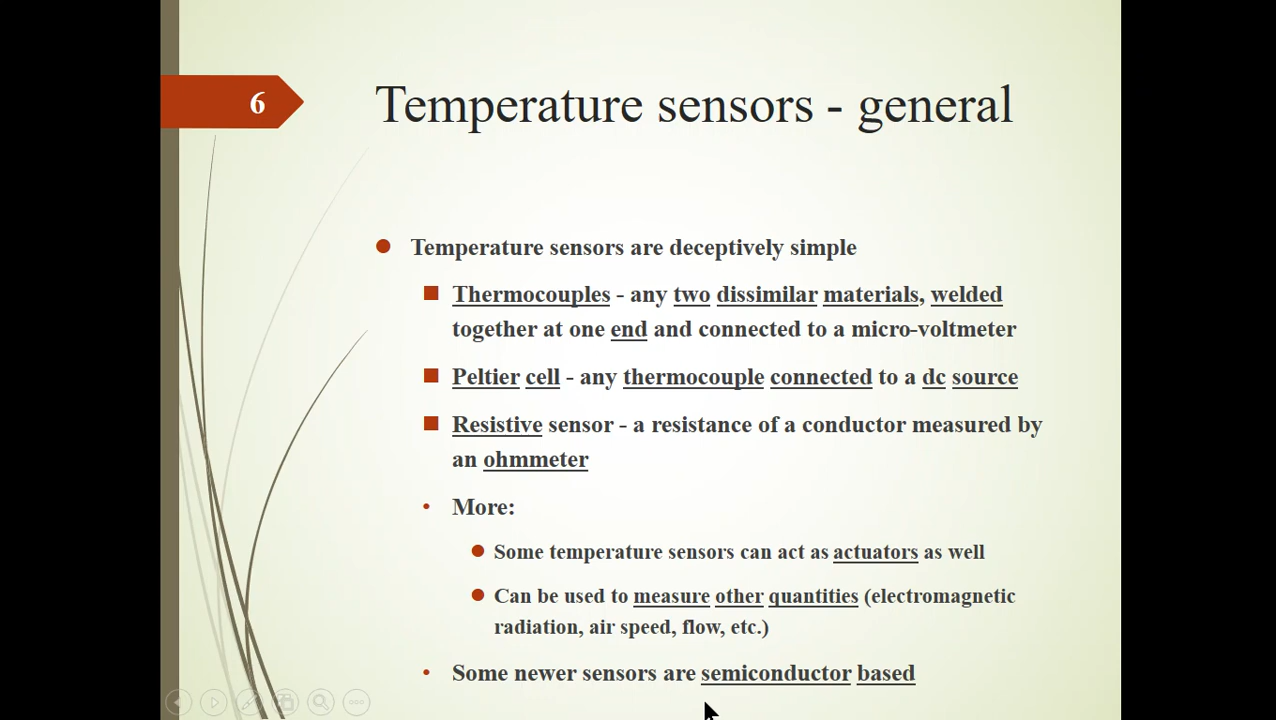 6
Temperature sensors - general
Temperature sensors are deceptively simple
Thermocouples - any two dissimilar materials, welded
together at one end and connected to a micro-voltmeter
Peltier cell - any thermocouple connected to a dc source
Resistive sensor - a resistance of a conductor measured by
an ohmmeter
More:
Some temperature sensors can act as actuators as well
Can be used to measure other quantities (electromagnetic
radiation, air speed, flow, etc.)
Some newer sensors are semiconductor based